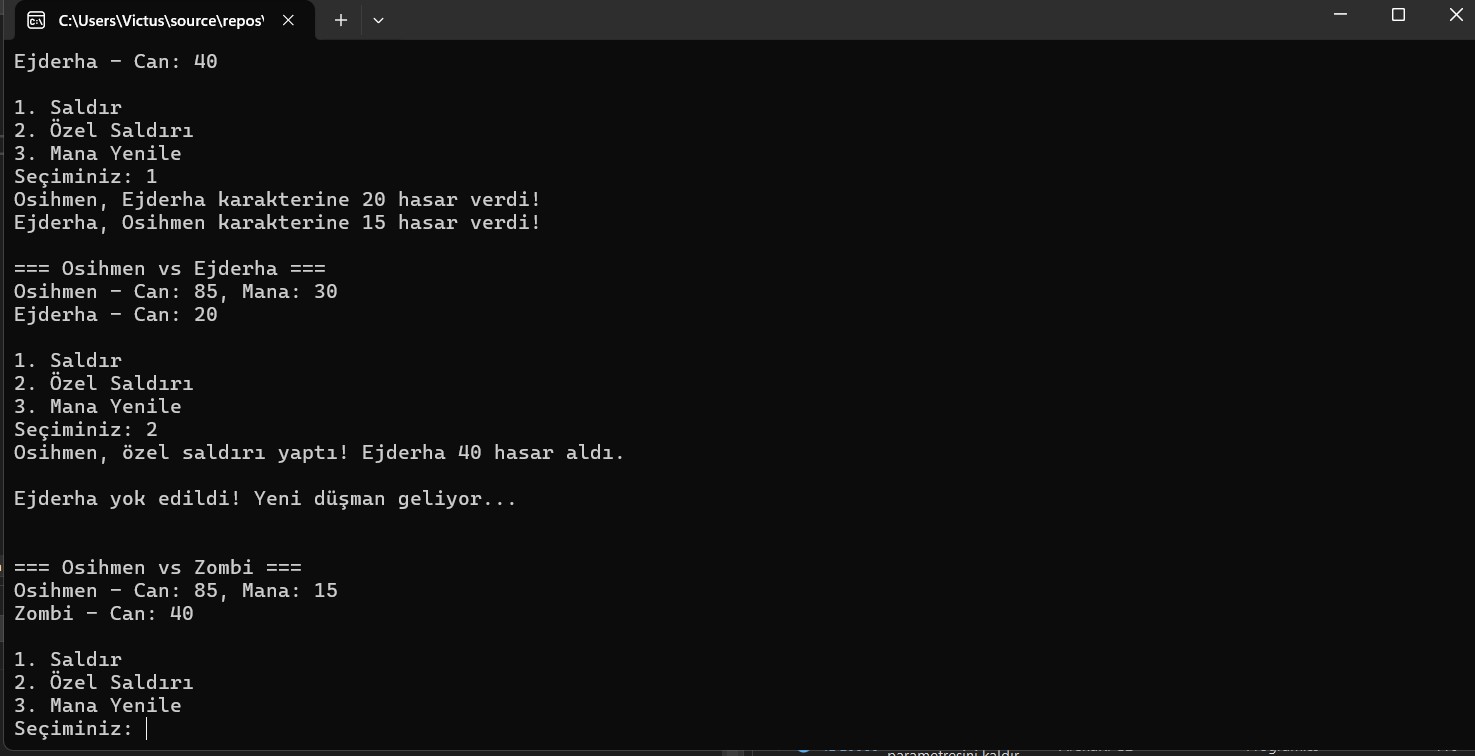 C:\Users\Victus\source\repos\
Ejderha - Can: 40
1. Saldır
2. Özel Saldırı
3. Mana Yenile
Seçiminiz: 1
Osihmen, Ejderha karakterine 20 hasar verdi!
Ejderha, Osihmen karakterine 15 hasar verdi!
=== Osihmen vs Ejderha ===
Osihmen - Can: 85, Mana: 30
Ejderha - Can: 20
1. Saldır
2. Özel Saldırı
3. Mana Yenile
Seçiminiz: 2
Osihmen, özel saldırı yaptı! Ejderha 40 hasar aldı.
Ejderha yok edildi! Yeni düşman geliyor...
=== Osihmen vs Zombi ===
Osihmen - Can: 85, Mana: 15
Zombi - Can: 40
1. Saldır
2. Özel Saldırı
3. Mana Yenile
Seçiminiz:
parametresini kaldır